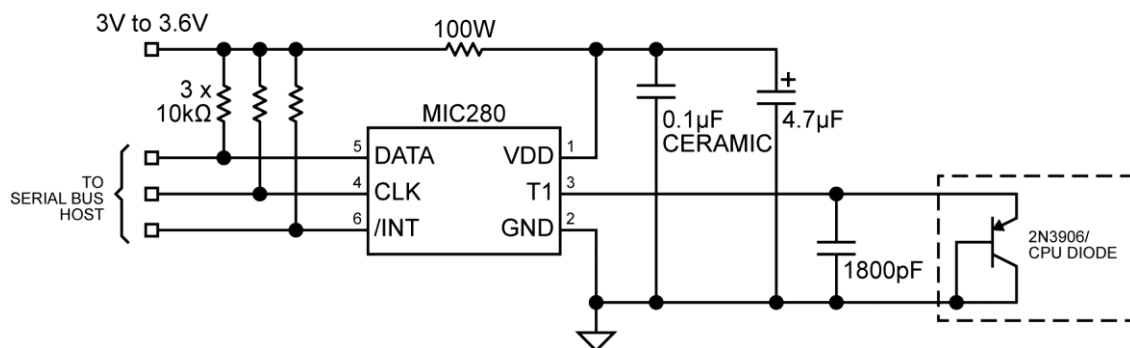 3V to 3.6V
100W
3 x
10kΩ
MIC280
0.1µF
CERAMIC
+
4.7µF
5
DATA
VDD
1
TO
SERIAL BUS
HOST
4
CLK
T1
3
6
/INT
GND
2
1800pF
2N3906/
CPU DIODE